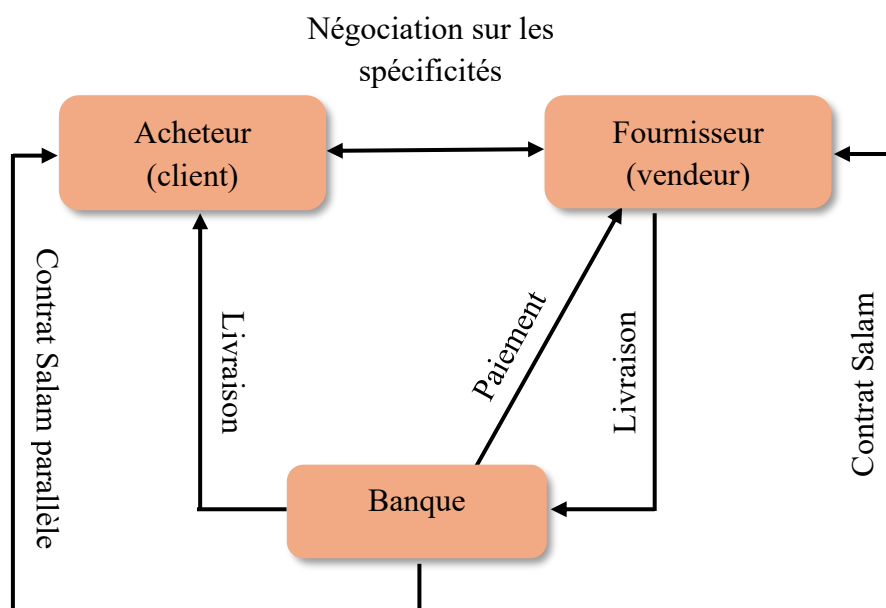 Négociation sur les
spécificités
Acheteur
(client)
Fournisseur
(vendeur)
Contrat Salam parallèle
Livraison
Paiement
Livraison
Contrat Salam
Banque